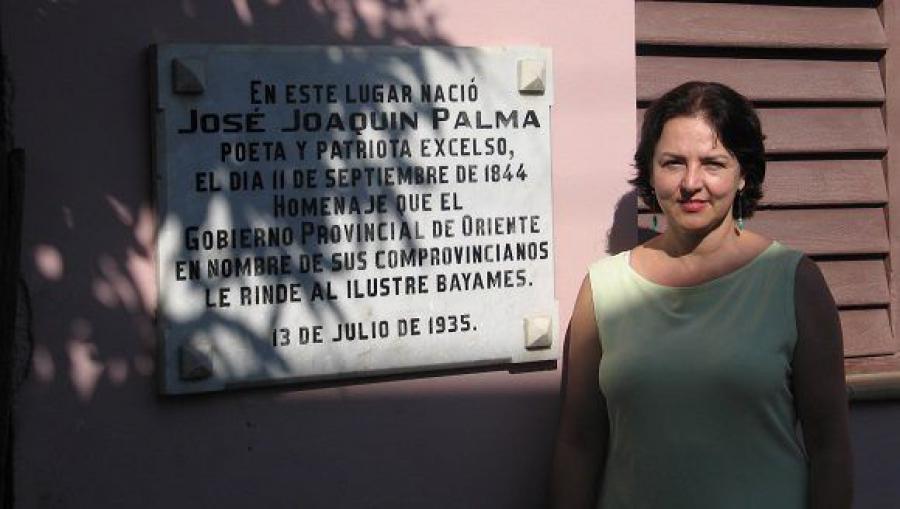 EN ESTE LUGAR NACIÓ
JOSÉ JOAQUIN PALMA
POETA Y PATRIOTA EXCELSO,
EL DIA 11 DE SEPTIEMBRE DE 1844
HOMENAJE QUE EL
GOBIERNO PROVINCIAL DE ORIENTE
EN NOMBRE DE SUS COMPROVINCIANOS
LE RINDE AL ILUSTRE BAYAMES.
13 DE JULIO DE 1935.